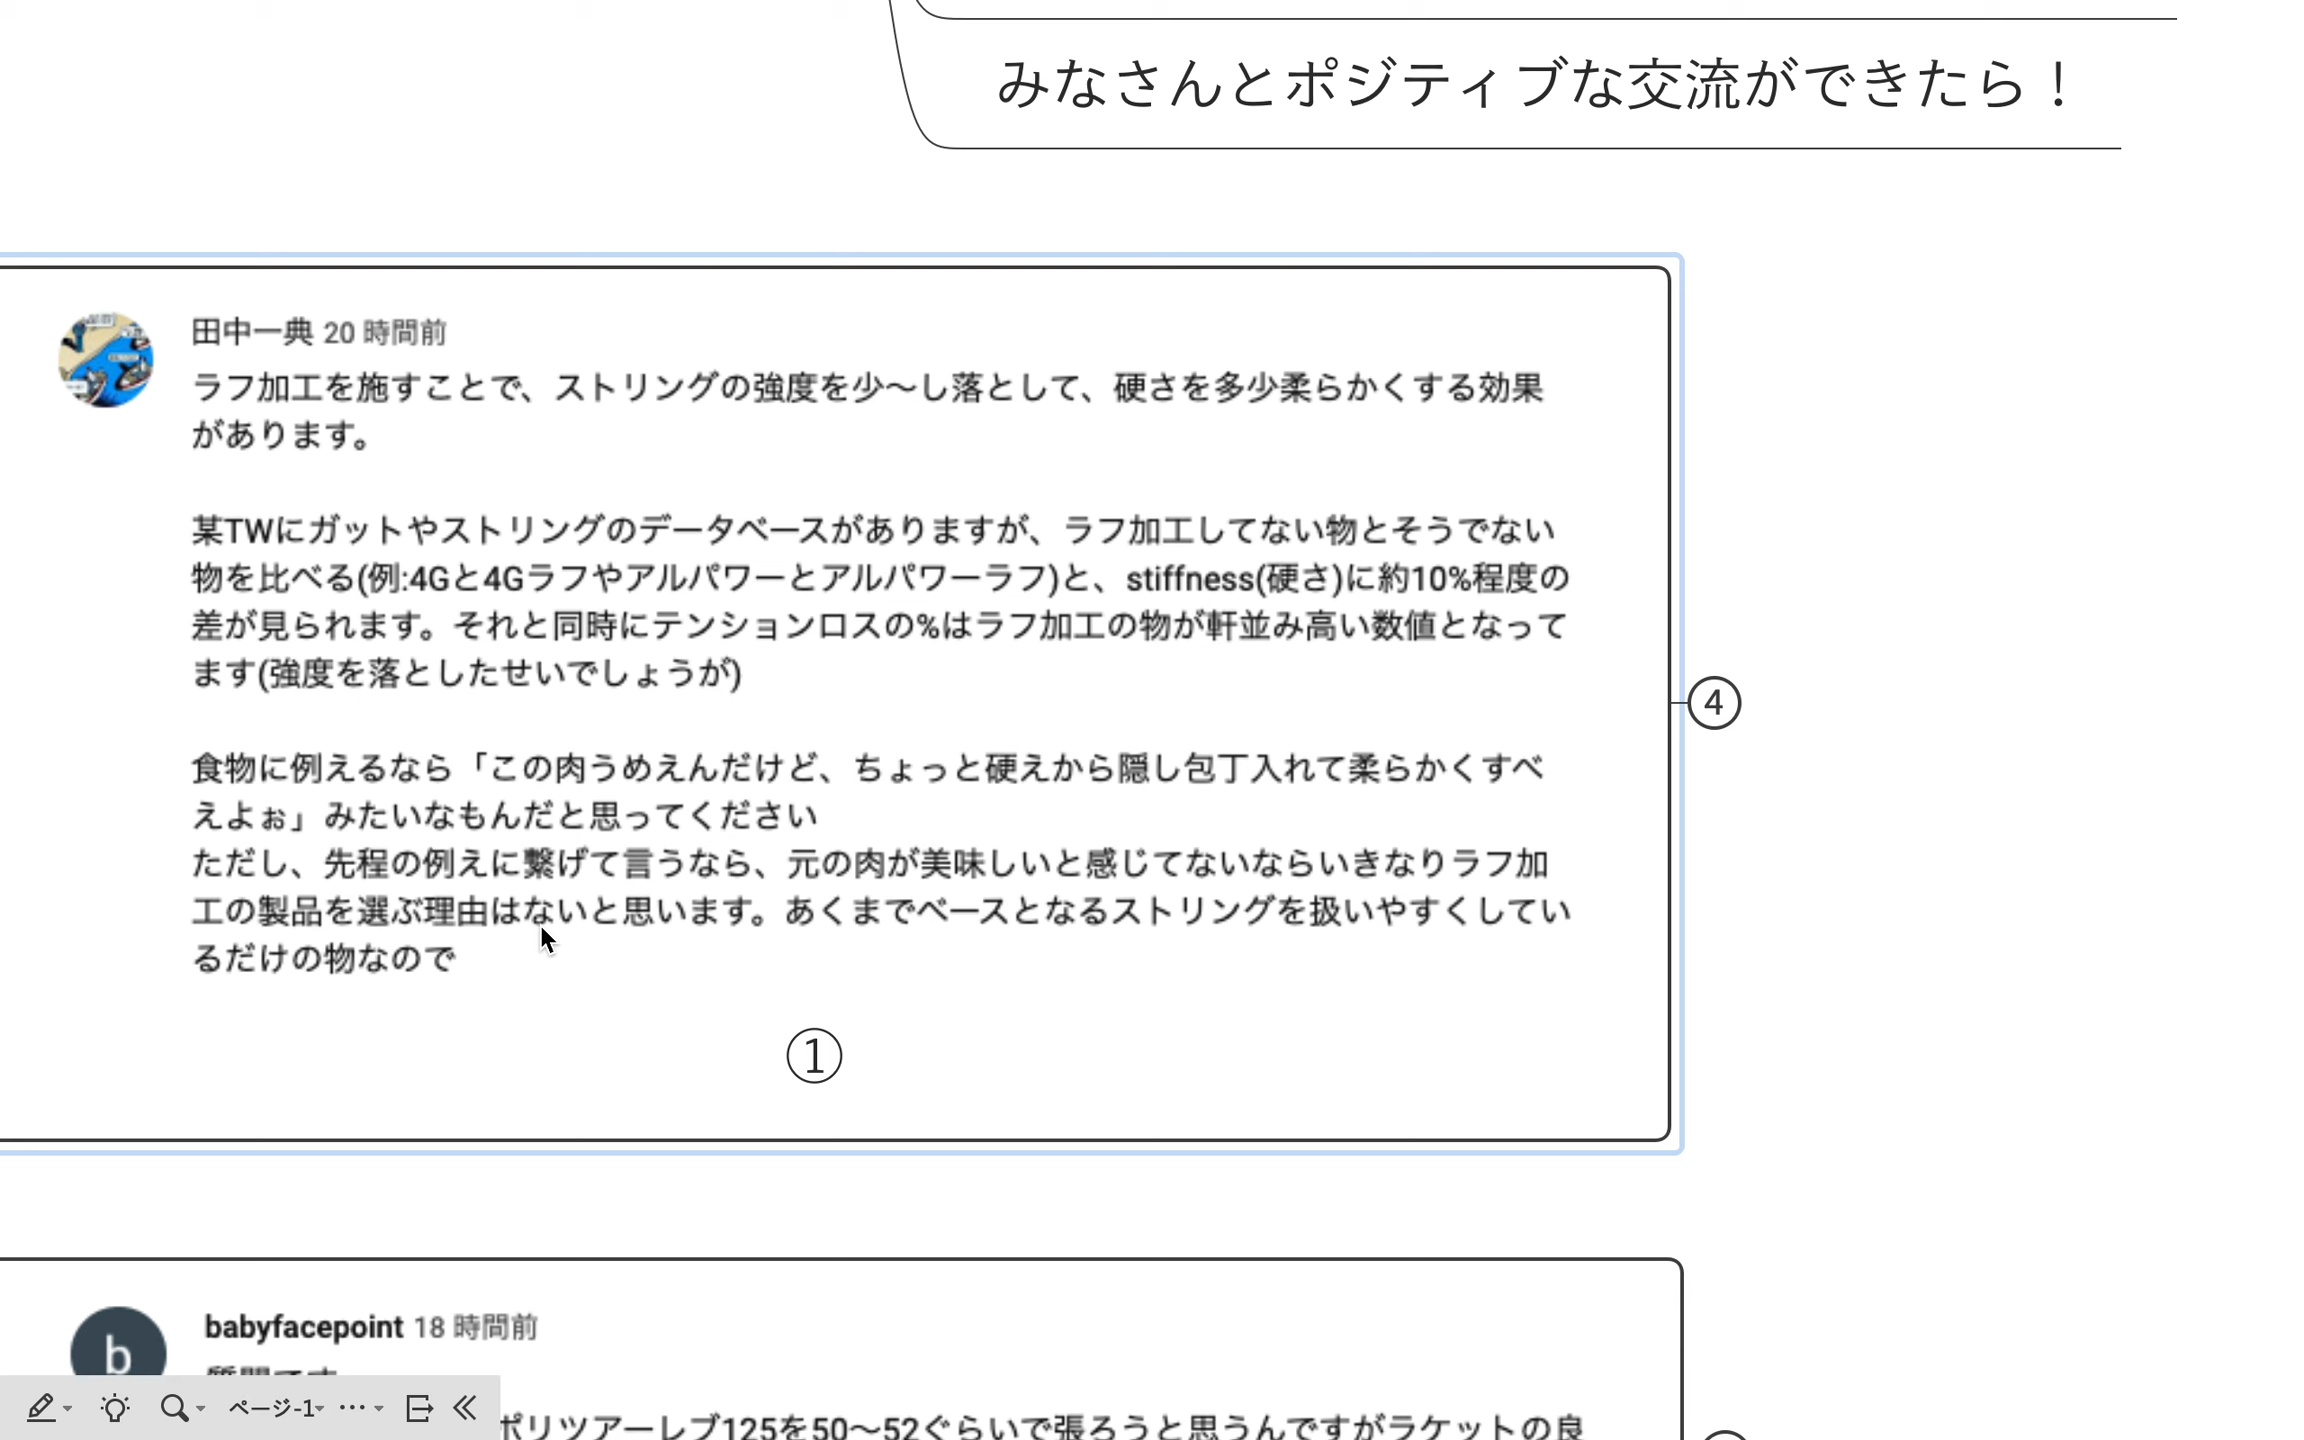 みなさんとポジティブな交流ができたら！
田中一典 20 時間前
ラフ加工を施すことで、ストリングの強度を少〜し落として、硬さを多少柔らかくする効果
があります。
某TWにガットやストリングのデータベースがありますが、ラフ加工してない物とそうでない
物を比べる(例:4Gと4Gラフやアルパワーとアルパワーラフ)と、stiffness(硬さ)に約10%程度の
差が見られます。それと同時にテンションロスの%はラフ加工の物が軒並み高い数値となって
ます(強度を落としたせいでしょうが)
④
食物に例えるなら「この肉うめえんだけど、ちょっと硬えから隠し包丁入れて柔らかくすべ
えよぉ」みたいなもんだと思ってください
ただし、先程の例えに繋げて言うなら、元の肉が美味しいと感じてないならいきなりラフ加
工の製品を選ぶ理由はないと思います。あくまでベースとなるストリングを扱いやすくしてい
るだけの物なので
①
babyfacepoint 18 時間前
b
ページ-1
ポリツアーレブ125を50〜52ぐらいで張ろうと思うんですがラケットの良